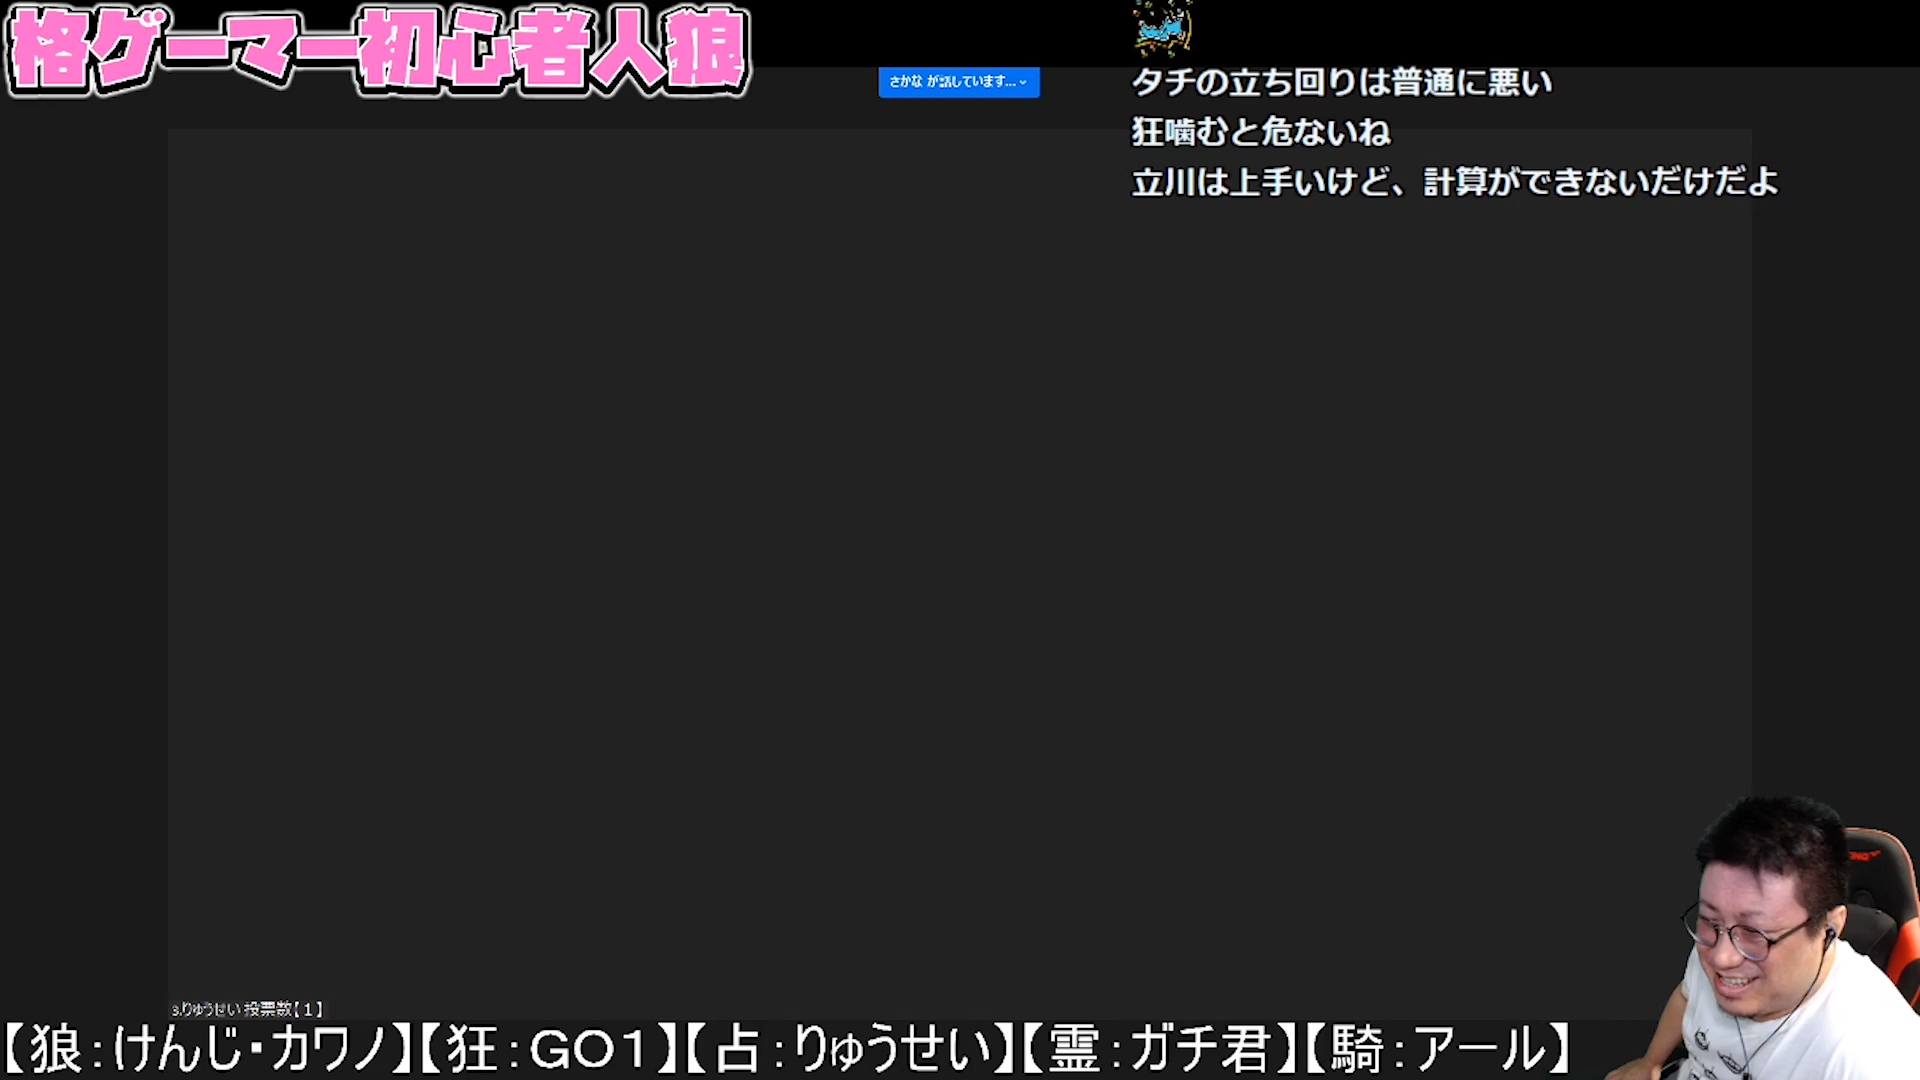 格ゲーマー初心者人狼
さかな が話しています...
タチの立ち回りは普通に悪い
狂噛むと危ないね
立川は上手いけど、計算ができないだけだよ
s.りゅうせい 投票数【１】
【狼：けんじ・カワノ】【狂：ＧＯ１】【占：りゅうせい】【霊：ガチ君】【騎：アール】